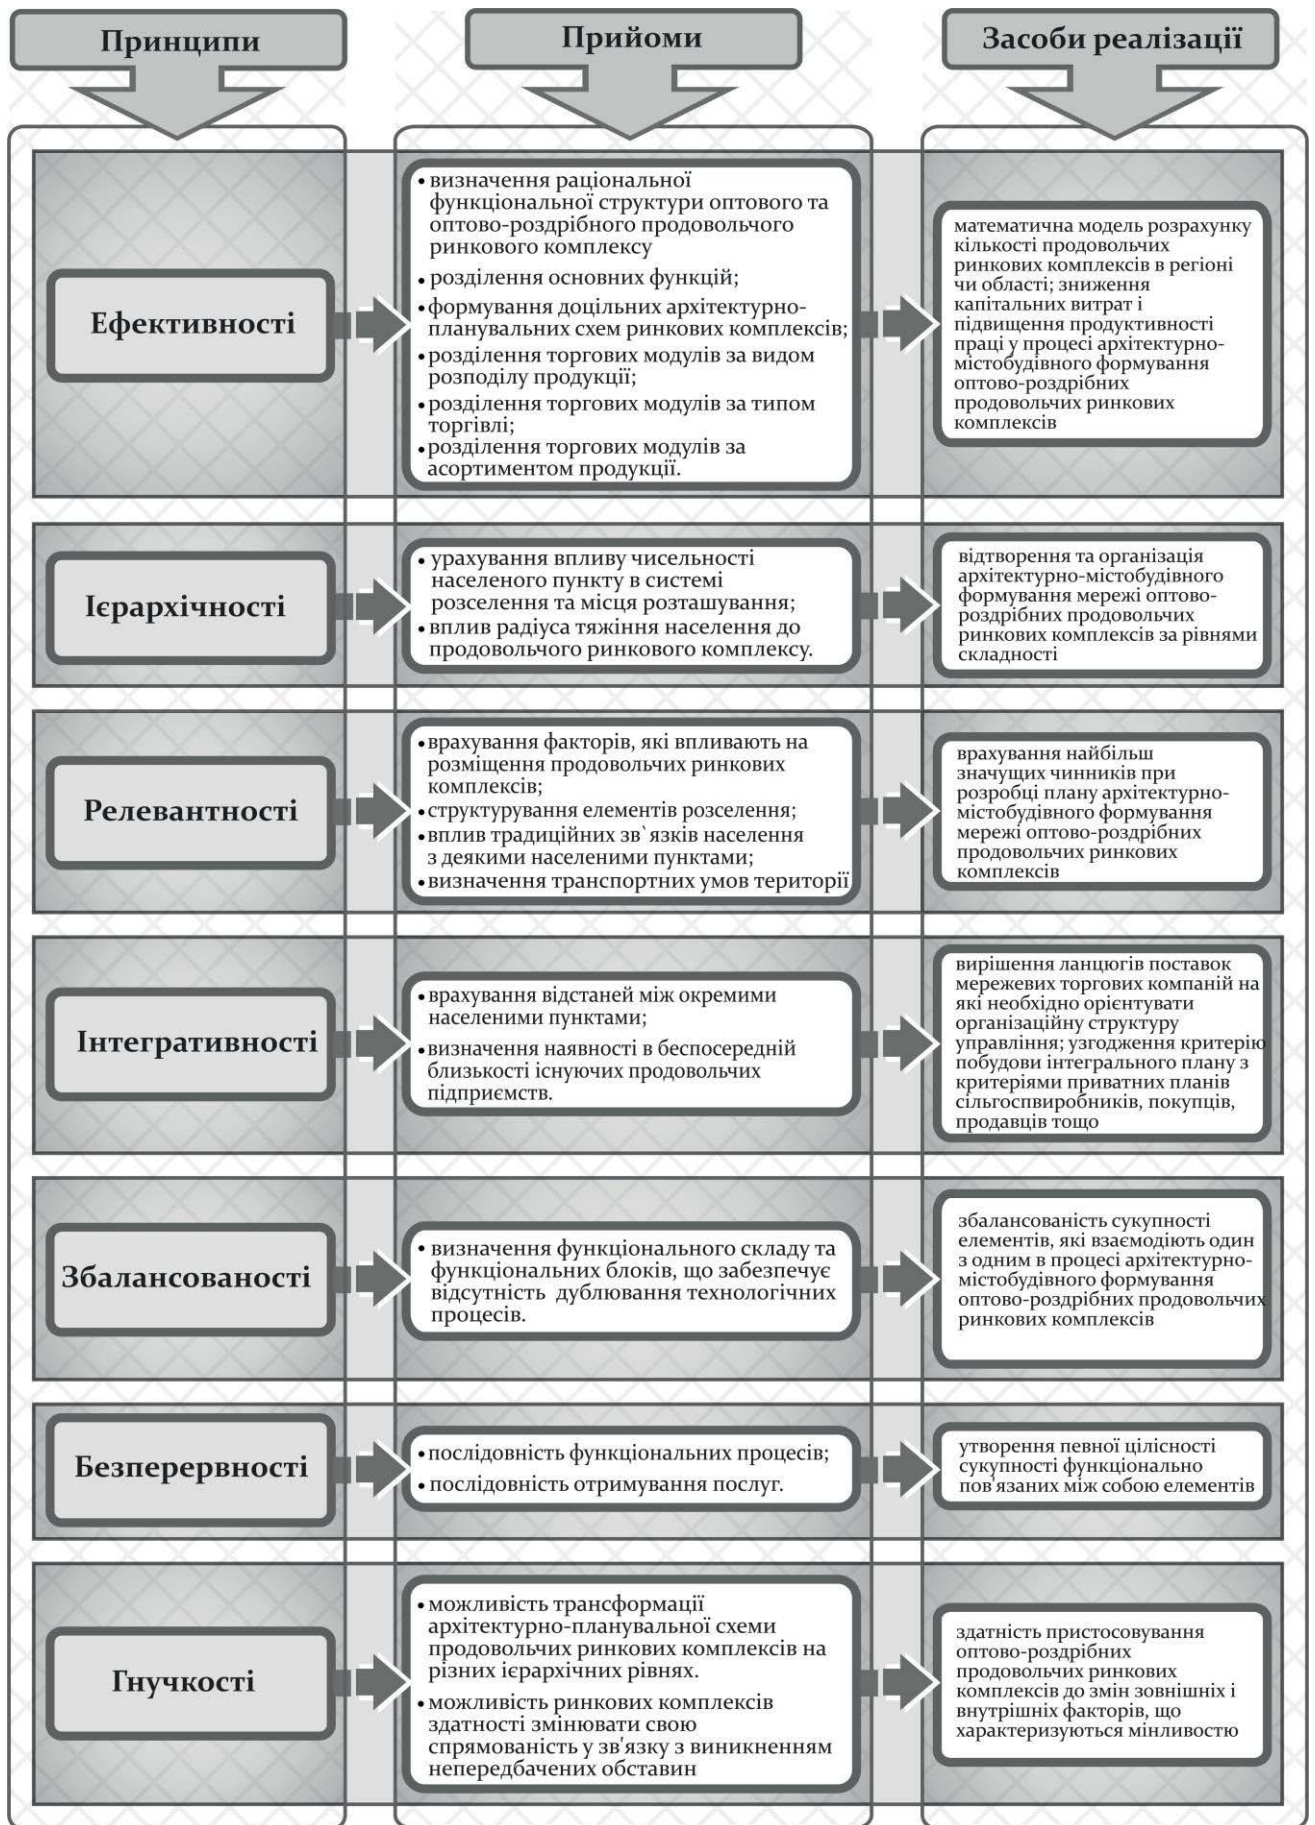 Принципи
Прийоми
Засоби реалізації
Ефективності
• визначення раціональної
функціональної структури оптового та
оптово-роздрібного продовольчого
ринкового комплексу
• розділення основних функцій;
• формування доцільних архітектурно-
планувальних схем ринкових комплексів;
• розділення торгових модулів за видом
розподілу продукції;
• розділення торгових модулів за типом
торгівлі;
• розділення торгових модулів за
асортиментом продукції.
математична модель розрахунку
кількості продовольчих
ринкових комплексів в регіоні
чи області; зниження
капітальних витрат і
підвищення продуктивності
праці у процесі архітектурно-
містобудівного формування
оптово-роздрібних
продовольчих ринкових
комплексів
Ієрархічності
• урахування впливу чисельності
населеного пункту в системі
розселення та місця розташування;
• вплив радіуса тяжіння населення до
продовольчого ринкового комплексу.
відтворення та організація
архітектурно-містобудівного
формування мережі оптово-
роздрібних продовольчих
ринкових комплексів за рівнями
складності
Релевантності
• врахування факторів, які впливають на
розміщення продовольчих ринкових
комплексів;
• структурування елементів розселення;
• вплив традиційних зв`язків населення
з деякими населеними пунктами;
• визначення транспортних умов території
врахування найбільш
значущих чинників при
розробці плану архітектурно-
містобудівного формування
мережі оптово-роздрібних
продовольчих ринкових
комплексів
Інтегративності
• врахування відстаней між окремими
населеними пунктами;
• визначення наявності в беспосередній
близькості існуючих продовольчих
підприємств.
вирішення ланцюгів поставок
мережевих торгових компаній на
які необхідно орієнтувати
організаційну структуру
управління; узгодження критерію
побудови інтегрального плану з
критеріями приватних планів
сільгоспвиробників, покупців,
продавців тощо
Збалансованості
• визначення функціонального складу та
функціональних блоків, що забезпечує
відсутність дублювання технологічних
процесів.
збалансованість сукупності
елементів, які взаємодіють один
з одним в процесі архітектурно-
містобудівного формування
оптово-роздрібних продовольчих
ринкових комплексів
Безперервності
• послідовність функціональних процесів;
• послідовність отримування послуг.
утворення певної цілісності
сукупності функціонально
пов'язаних між собою елементів
Гнучкості
• можливість трансформації
архітектурно-планувальної схеми
продовольчих ринкових комплексів на
різних ієрархічних рівнях.
• можливість ринкових комплексів
здатності змінювати свою
спрямованість у зв'язку з виникненням
непередбачених обставин
здатність пристосовування
оптово-роздрібних
продовольчих ринкових
комплексів до змін зовнішніх і
внутрішніх факторів, що
характеризуються мінливостю